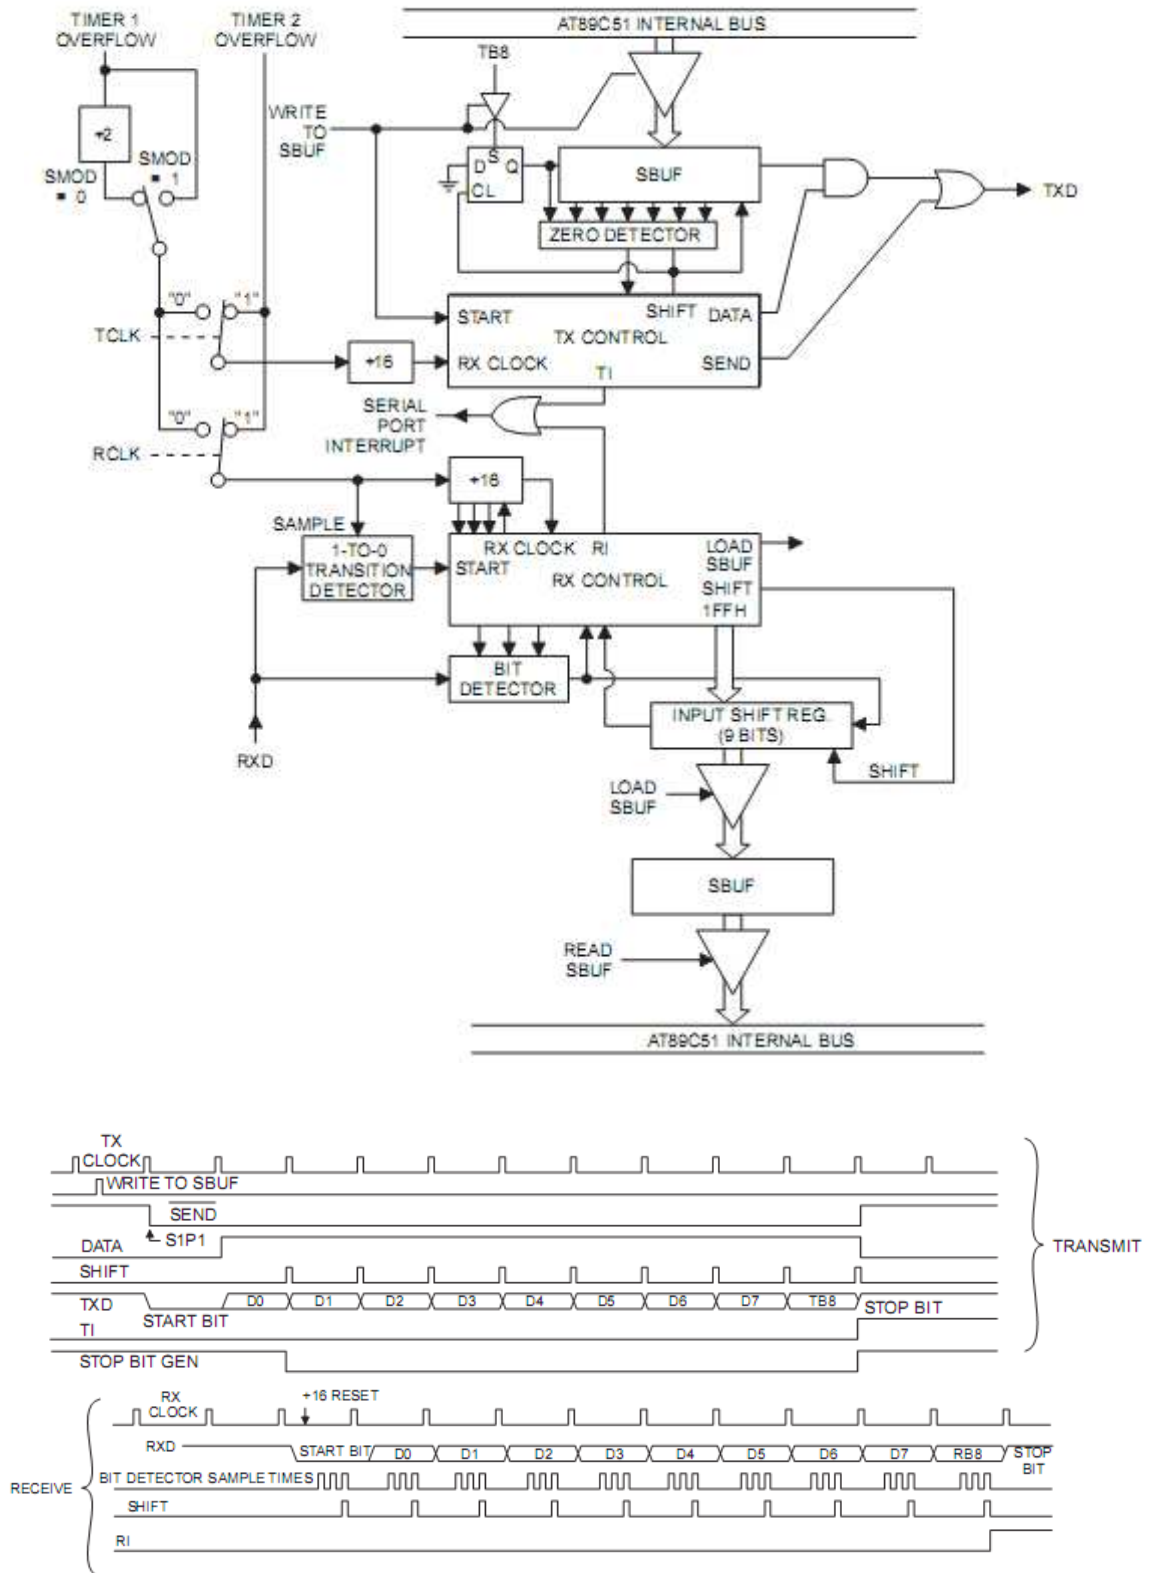 TIMER 1
OVERFLOW
TIMER 2
OVERFLOW
AT89C51 INTERNAL BUS
TB8
WRITE
TO
SBUF
÷2
SMOD
= 1
SMOD
= 0
D S Q
CL
SBUF
TXD
ZERO DETECTOR
"0" "1"
START
SHIFT DATA
TX CONTROL
TCLK
÷16
RX CLOCK
SEND
TI
SERIAL
PORT
INTERRUPT
"0" "1"
RCLK
÷16
SAMPLE
1-TO-0
TRANSITION
DETECTOR
RX CLOCK RI
START
RX CONTROL
LOAD
SBUF
SHIFT
1FFH
BIT
DETECTOR
INPUT SHIFT REG.
(9 BITS)
RXD
SHIFT
LOAD
SBUF
SBUF
READ
SBUF
AT89C51 INTERNAL BUS
TX
CLOCK
WRITE TO SBUF
SEND
S1P1
DATA
TRANSMIT
SHIFT
TXD
START BIT
D0 D1 D2 D3 D4 D5 D6 D7 TB8
STOP BIT
TI
STOP BIT GEN
RX
CLOCK
÷16 RESET
RXD
START BIT
D0 D1 D2 D3 D4 D5 D6 D7 RB8
STOP
BIT
RECEIVE
BIT DETECTOR SAMPLE TIMES
SHIFT
RI